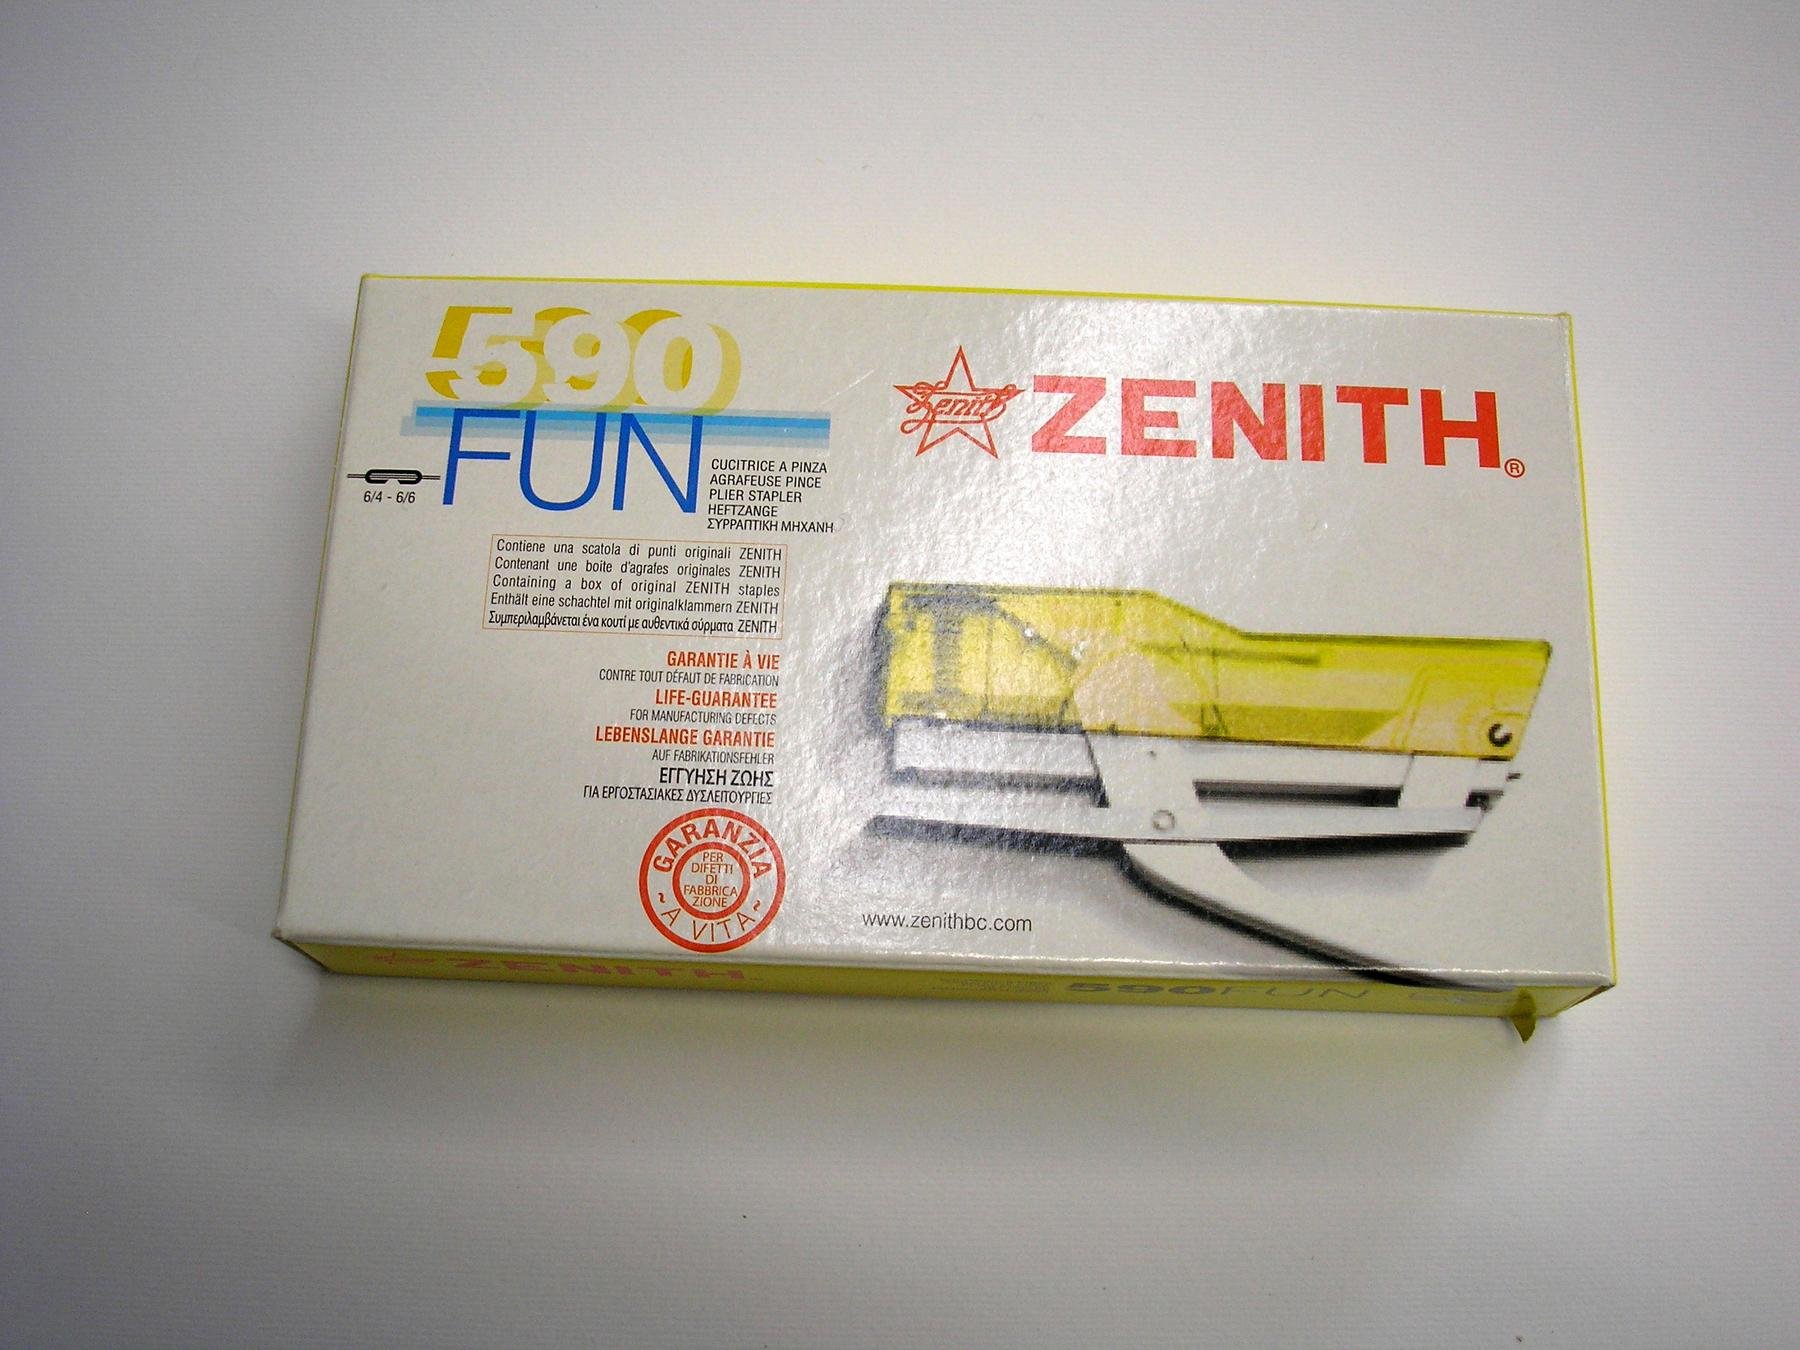 590
FUN
6/4 - 6/6
CUCITRICE A PINZA
AGRAFEUSE PINCE
PLIER STAPLER
HEFTZANGE
ΣΥΡΡΑΠΤΙΚΗ ΜΗΧΑΝΗ
Contiene una scatola di punti originali ZENITH
Contenant une boite d'agrafes originales ZENITH
Containing a box of original ZENITH staples
Enthält eine schachtel mit originalklammern ZENITH
Συμπεριλαμβάνεται ένα κουτί με αυθεντικά σύρματα ZENITH
GARANTIE À VIE
CONTRE TOUT DÉFAUT DE FABRICATION
LIFE-GUARANTEE
FOR MANUFACTURING DEFECTS
LEBENSLANGE GARANTIE
AUF FABRIKATIONSFEHLER
ΕΓΓΥΗΣΗ ΖΩΗΣ
ΓΙΑ ΕΡΓΟΣΤΑΣΙΑΚΕΣ ΔΥΣΛΕΙΤΟΥΡΓΙΕΣ
GARANZIA
PER
DIFETTI
DI
FABBRICA
ZIONE
~ A VITA ~
Zenith
ZENITH®
www.zenithbc.com
ZENITH
590FUN